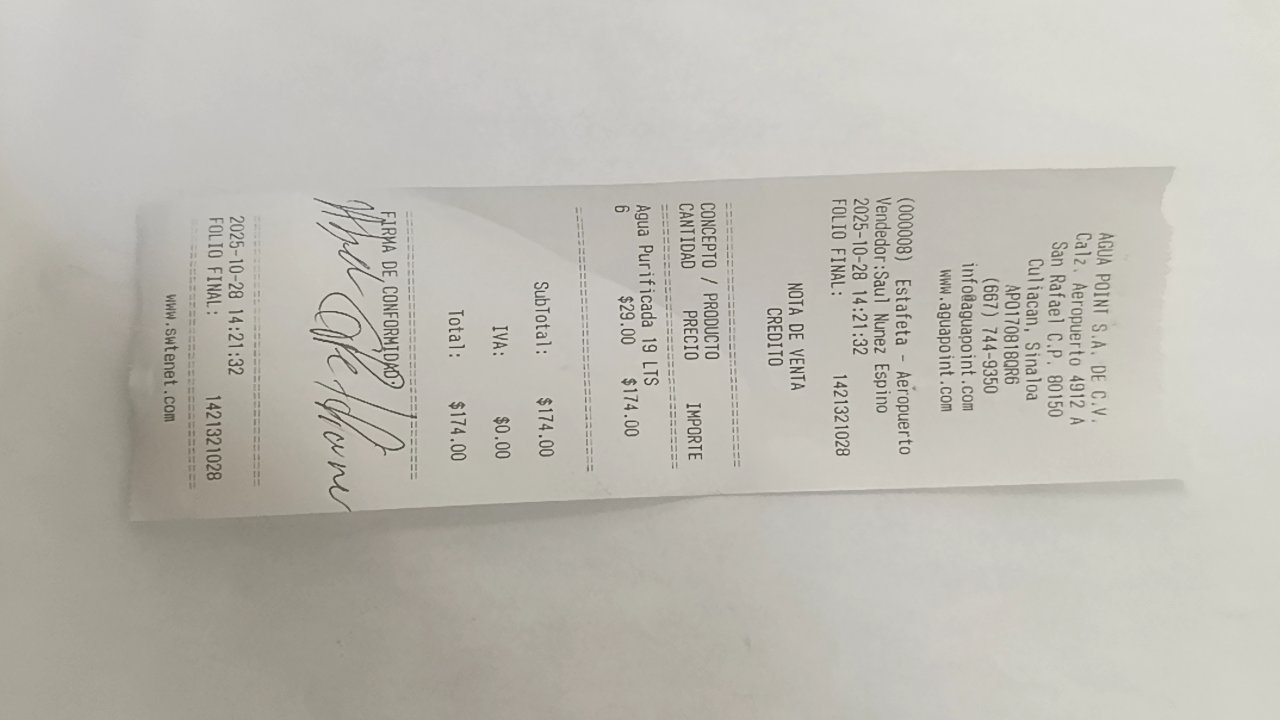 AGUA POINT S.A. DE C.V.
Calz. Aeropuerto 4912 A
San Rafael C.P. 80150
Culiacan, Sinaloa
APO170818QR6
(667) 744-9350
info@aguapoint.com
www.aguapoint.com
(000008) Estafeta - Aeropuerto
Vendedor:Saul Nunez Espino
2025-10-28 14:21:32
FOLIO FINAL: 1421321028
NOTA DE VENTA
CREDITO
CONCEPTO / PRODUCTO
CANTIDAD PRECIO IMPORTE
Agua Purificada 19 LTS
6 $29.00 $174.00
SubTotal: $174.00
IVA: $0.00
Total: $174.00
FIRMA DE CONFORMIDAD
2025-10-28 14:21:32
FOLIO FINAL: 1421321028
www.swtenet.com